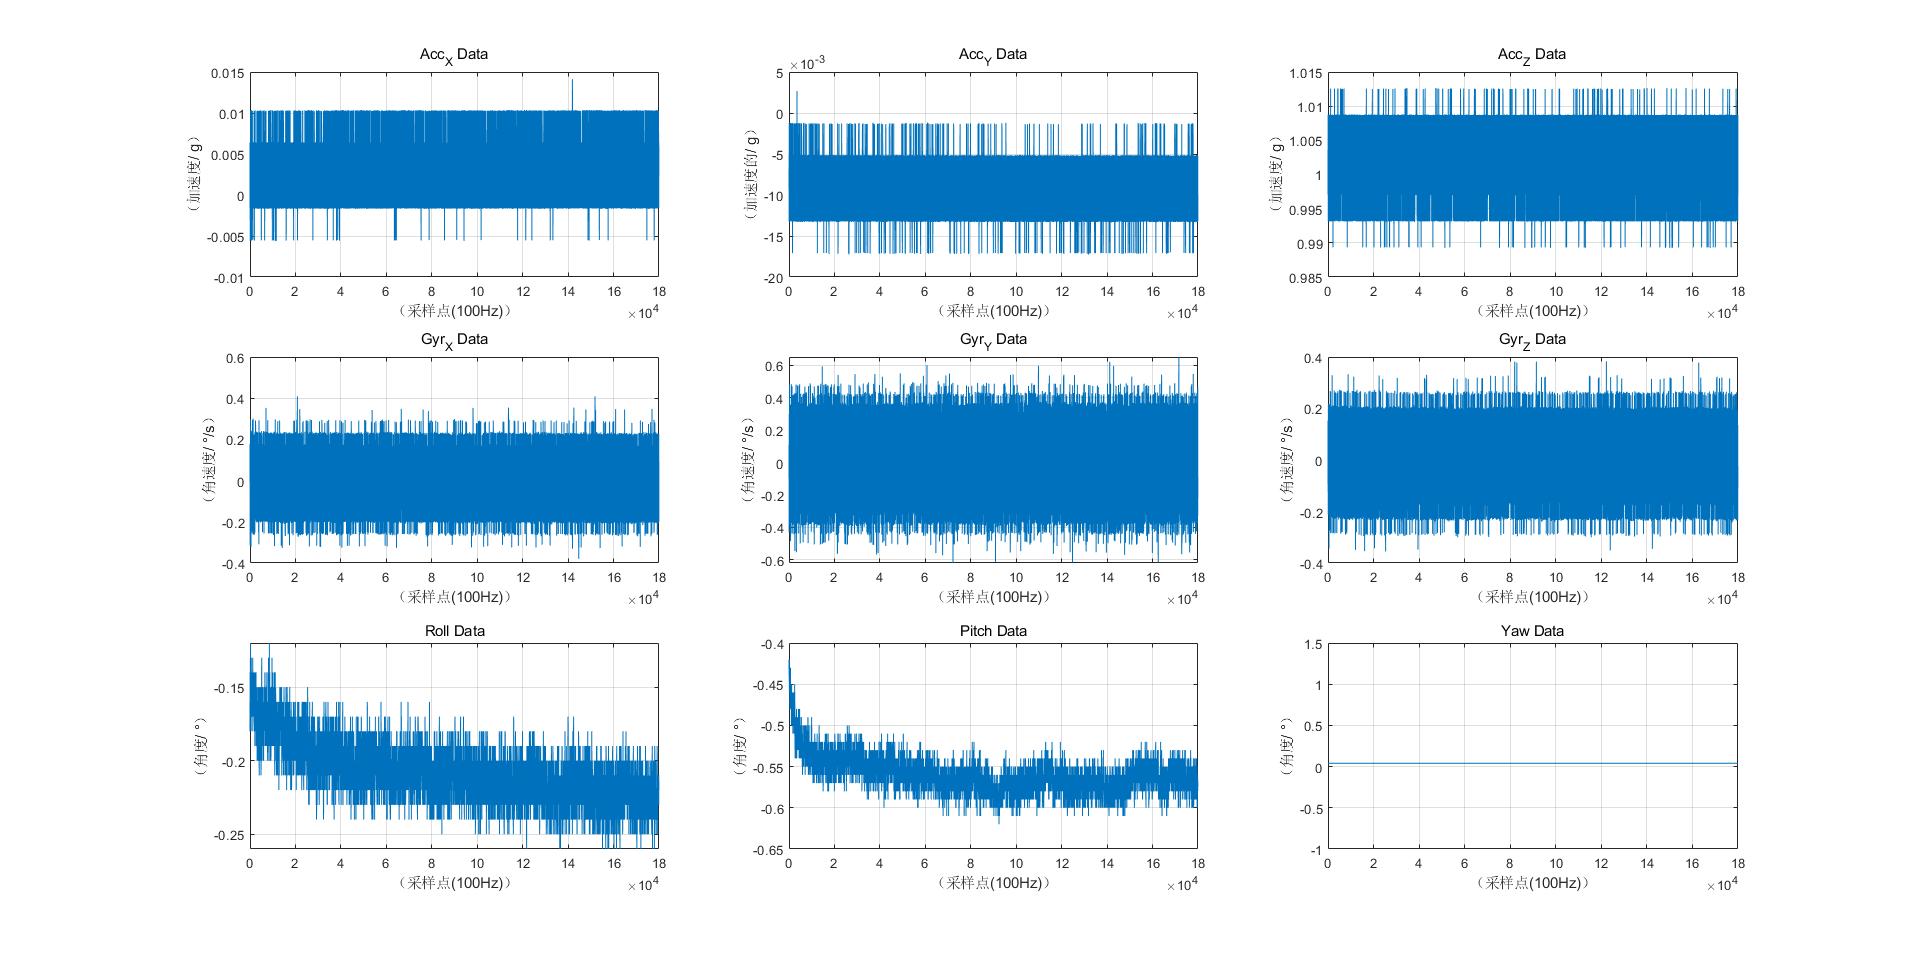 Acc_X Data
0.015
0.01
0.005
0
-0.005
-0.01
（加速度/ g）
0 2 4 6 8 10 12 14 16 18
（采样点(100Hz)）
×10^4
Acc_Y Data
×10^-3
5
0
-5
-10
-15
-20
（加速度的/ g）
0 2 4 6 8 10 12 14 16 18
（采样点(100Hz)）
×10^4
Acc_Z Data
1.015
1.01
1.005
1
0.995
0.99
0.985
（加速度/ g）
0 2 4 6 8 10 12 14 16 18
（采样点(100Hz)）
×10^4
Gyr_X Data
0.6
0.4
0.2
0
-0.2
-0.4
（角速度/ °/s）
0 2 4 6 8 10 12 14 16 18
（采样点(100Hz)）
×10^4
Gyr_Y Data
0.6
0.4
0.2
0
-0.2
-0.4
-0.6
（角速度/ °/s）
0 2 4 6 8 10 12 14 16 18
（采样点(100Hz)）
×10^4
Gyr_Z Data
0.4
0.2
0
-0.2
-0.4
（角速度/ °/s）
0 2 4 6 8 10 12 14 16 18
（采样点(100Hz)）
×10^4
Roll Data
-0.15
-0.2
-0.25
（角度/ °）
0 2 4 6 8 10 12 14 16 18
（采样点(100Hz)）
×10^4
Pitch Data
-0.4
-0.45
-0.5
-0.55
-0.6
-0.65
（角度/ °）
0 2 4 6 8 10 12 14 16 18
（采样点(100Hz)）
×10^4
Yaw Data
1.5
1
0.5
0
-0.5
-1
（角度/ °）
0 2 4 6 8 10 12 14 16 18
（采样点(100Hz)）
×10^4